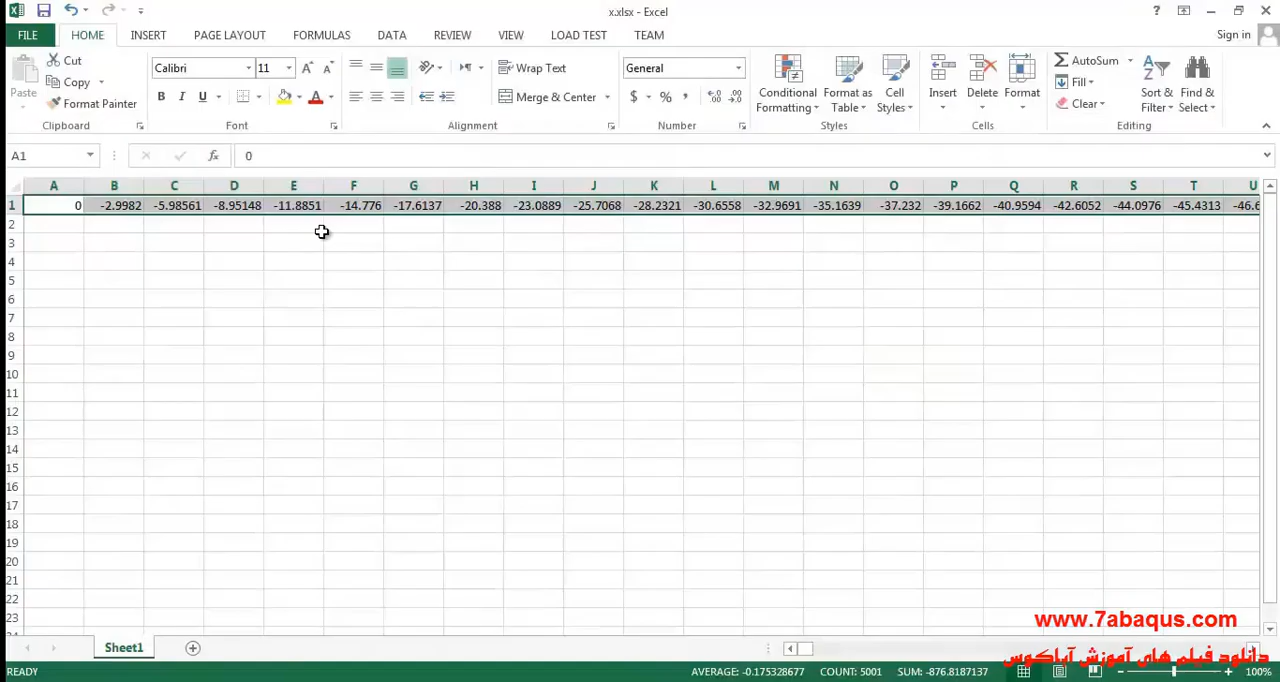 x.xlsx - Excel
FILE HOME INSERT PAGE LAYOUT FORMULAS DATA REVIEW VIEW LOAD TEST TEAM Sign in
Paste Cut Copy Format Painter Clipboard
Calibri 11 B I U A Font
Wrap Text Merge & Center Alignment
General $ % , Number
Conditional Formatting Format as Table Cell Styles Styles
Insert Delete Format Cells
AutoSum Fill Clear Sort & Filter Find & Select Editing
A1 fx 0
A B C D E F G H I J K L M N O P Q R S T U
1 0 -2.9982 -5.98561 -8.95148 -11.8851 -14.776 -17.6137 -20.388 -23.0889 -25.7068 -28.2321 -30.6558 -32.9691 -35.1639 -37.232 -39.1662 -40.9594 -42.6052 -44.0976 -45.4313 -46.6
2
3
4
5
6
7
8
9
10
11
12
13
14
15
16
17
18
19
20
21
22
23
www.7abaqus.com
Sheet1
دانلود فیلم های آموزش آباکوس
READY AVERAGE: -0.175328677 COUNT: 5001 SUM: -876.8187137 100%